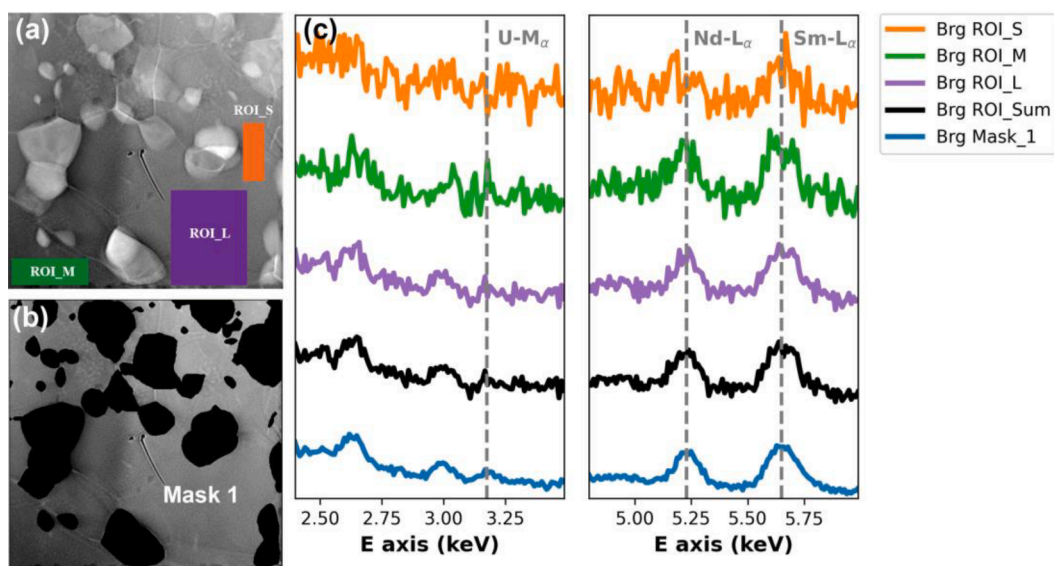 (a)
ROI_S
ROI_L
ROI_M
(b)
Mask 1
(c)
U-Mα
Nd-Lα
Sm-Lα
2.50 2.75 3.00 3.25
E axis (keV)
5.00 5.25 5.50 5.75
E axis (keV)
Brg ROI_S
Brg ROI_M
Brg ROI_L
Brg ROI_Sum
Brg Mask_1